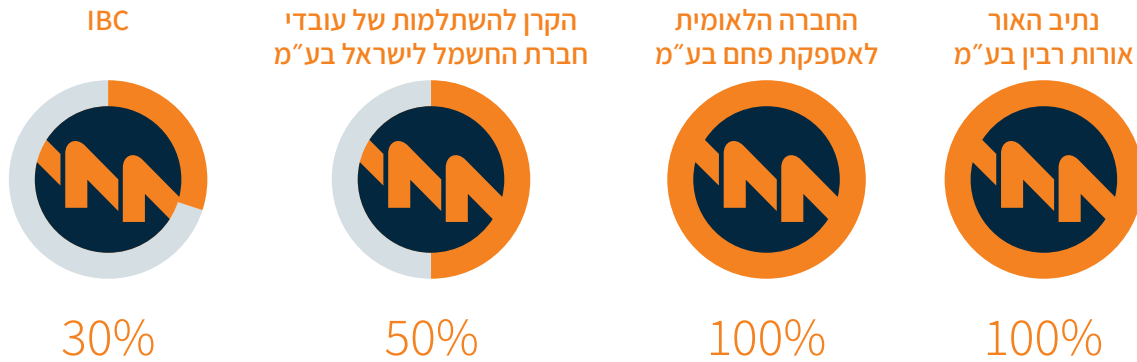 נתיב האור
אורות רבין בע״מ
100%
החברה הלאומית
לאספקת פחם בע״מ
100%
הקרן להשתלמות של עובדי
חברת החשמל לישראל בע״מ
50%
IBC
30%